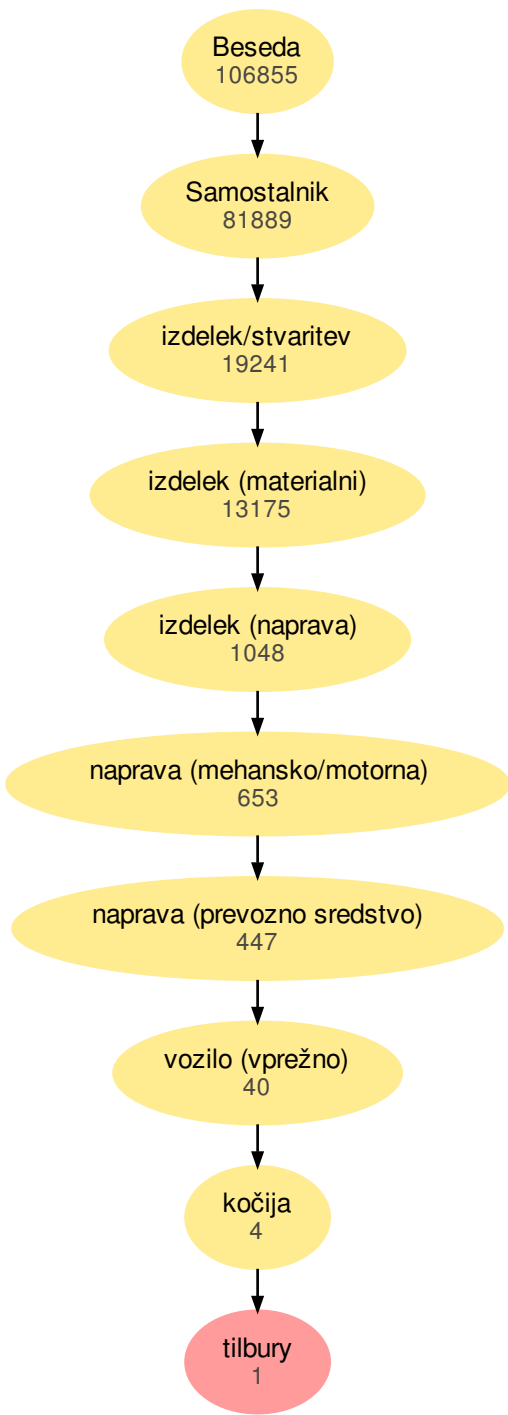 Beseda
106855
Samostalnik
81889
izdelek/stvaritev
19241
izdelek (materialni)
13175
izdelek (naprava)
1048
naprava (mehansko/motorna)
653
naprava (prevozno sredstvo)
447
vozilo (vprežno)
40
kočija
4
tilbury
1